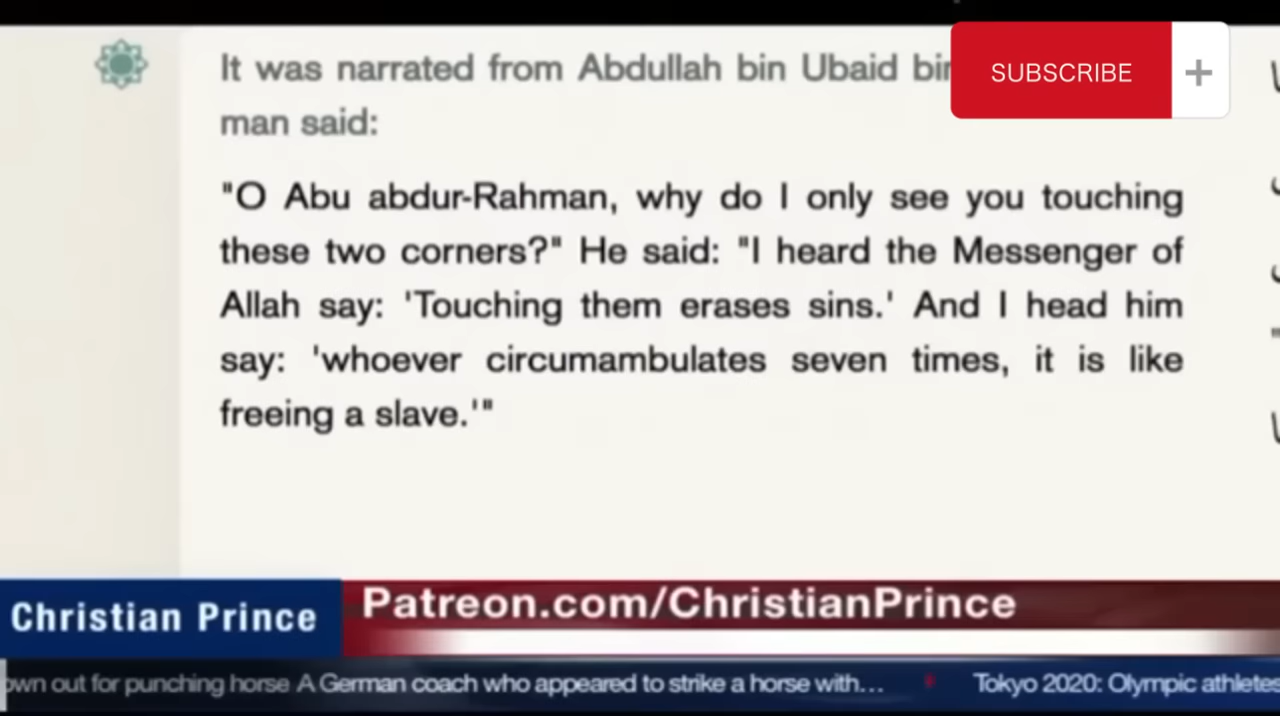 It was narrated from Abdullah bin Ubaid
man said:
SUBSCRIBE +
"O Abu abdur-Rahman, why do I only see you touching
these two corners?" He said: "I heard the Messenger of
Allah say: 'Touching them erases sins.' And I head him
say: 'whoever circumambulates seven times, it is like
freeing a slave.'"
Christian Prince
Patreon.com/ChristianPrince
out for punching horse A German coach who appeared to strike a horse with... Tokyo 2020: Olympic athletes